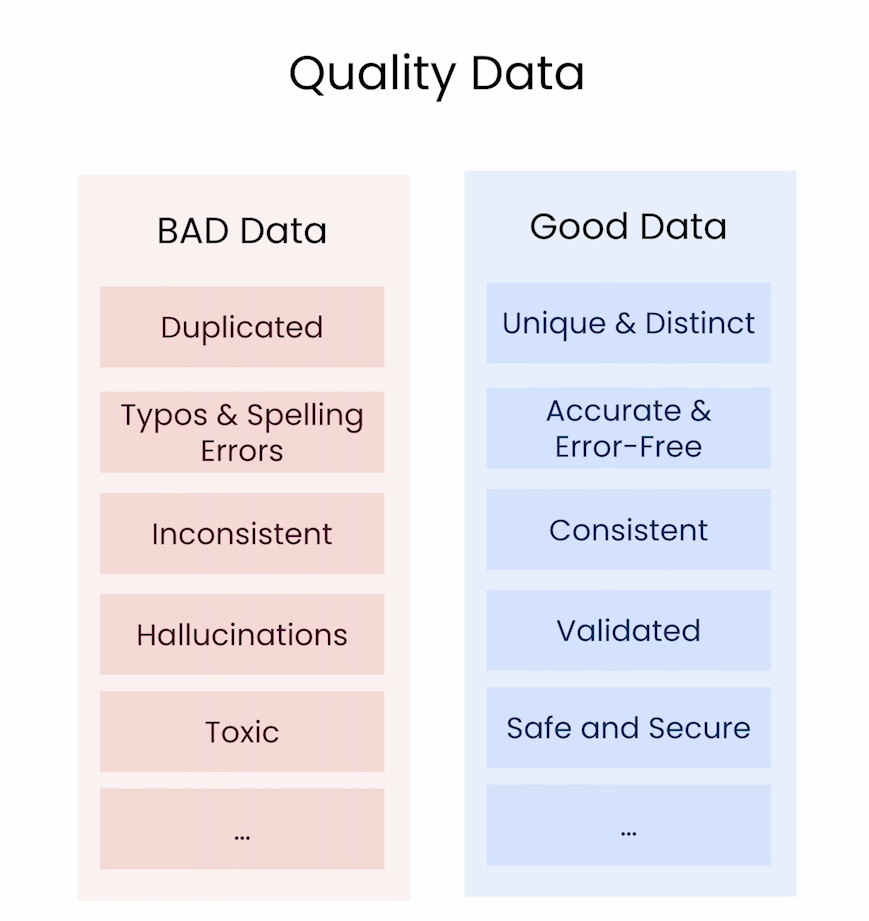 Quality Data
BAD Data
Duplicated
Typos & Spelling
Errors
Inconsistent
Hallucinations
Toxic
...
Good Data
Unique & Distinct
Accurate &
Error-Free
Consistent
Validated
Safe and Secure
...